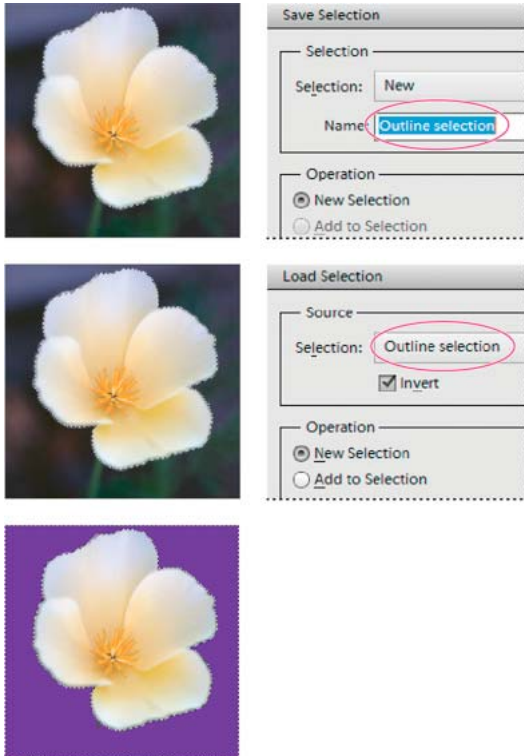 Save Selection
Selection
Selection: New
Name: Outline selection
Operation
New Selection
Add to Selection
Load Selection
Source
Selection: Outline selection
Invert
Operation
New Selection
Add to Selection